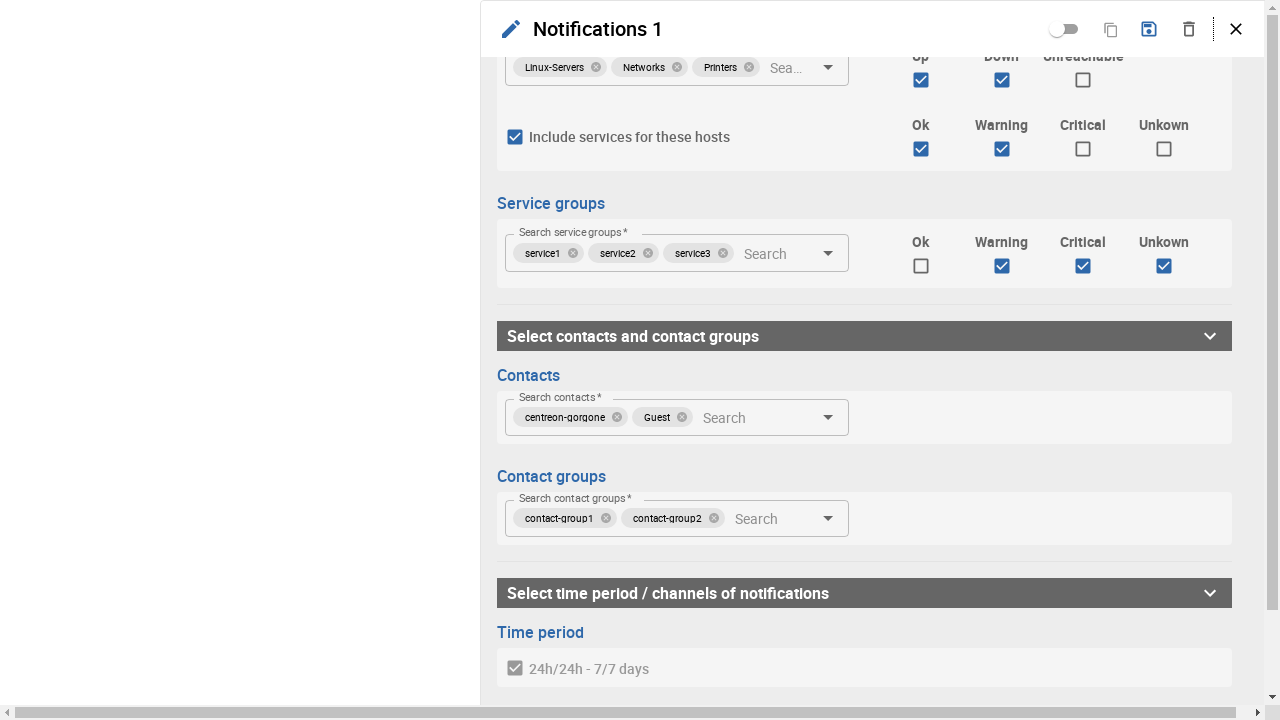 Notifications 1
Up Down Unreachable
Linux-Servers Networks Printers Sea...
Ok Warning Critical Unkown
Include services for these hosts
Service groups
Search service groups *
Ok Warning Critical Unkown
service1 service2 service3 Search
Select contacts and contact groups
Contacts
Search contacts *
centreon-gorgone Guest Search
Contact groups
Search contact groups *
contact-group1 contact-group2 Search
Select time period / channels of notifications
Time period
24h/24h - 7/7 days